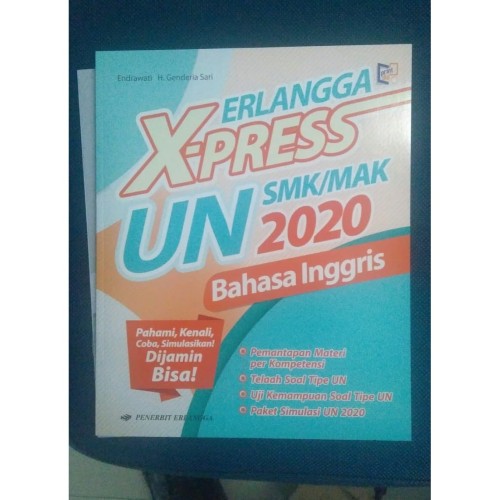 Endrawati H. Genderia Sari
ERLANGGA
X-PRESS
UN SMK/MAK
2020
Bahasa Inggris
Pahami, Kenali,
Coba, Simulasikan!
Dijamin
Bisa!
• Pemantapan Materi
per Kompetensi
• Telaah Soal Tipe UN
• Uji Kemampuan Soal Tipe UN
• Paket Simulasi UN 2020
PENERBIT ERLANGGA